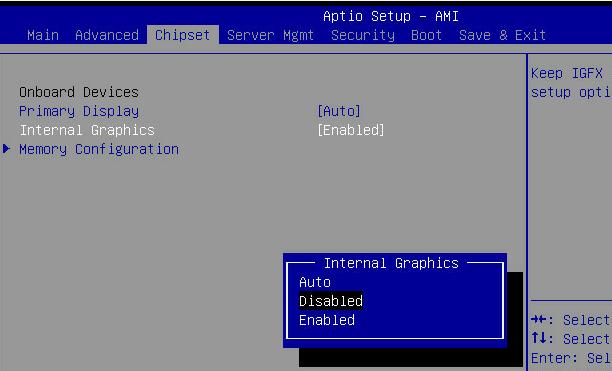 Aptio Setup – AMI
Main Advanced Chipset Server Mgmt Security Boot Save & Exit
Keep IGFX
setup opti
Onboard Devices
Primary Display [Auto]
Internal Graphics [Enabled]
Memory Configuration
Internal Graphics
Auto
Disabled
Enabled
→←: Select
↑↓: Select
Enter: Sel